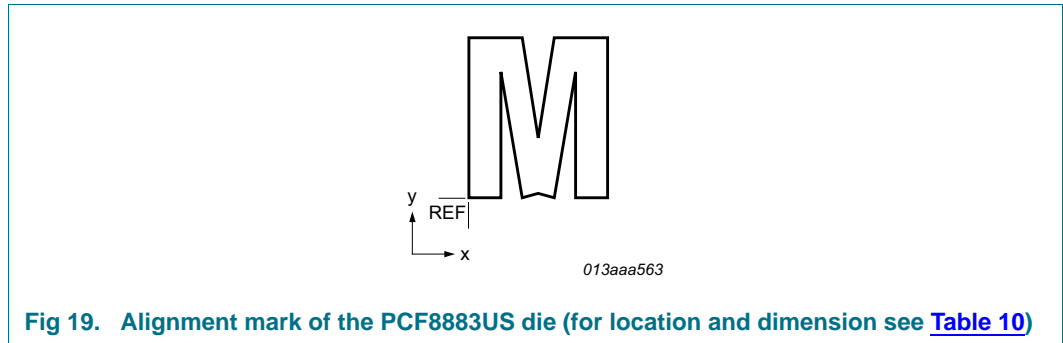 M
y
REF
x
013aaa563
Fig 19. Alignment mark of the PCF8883US die (for location and dimension see Table 10)